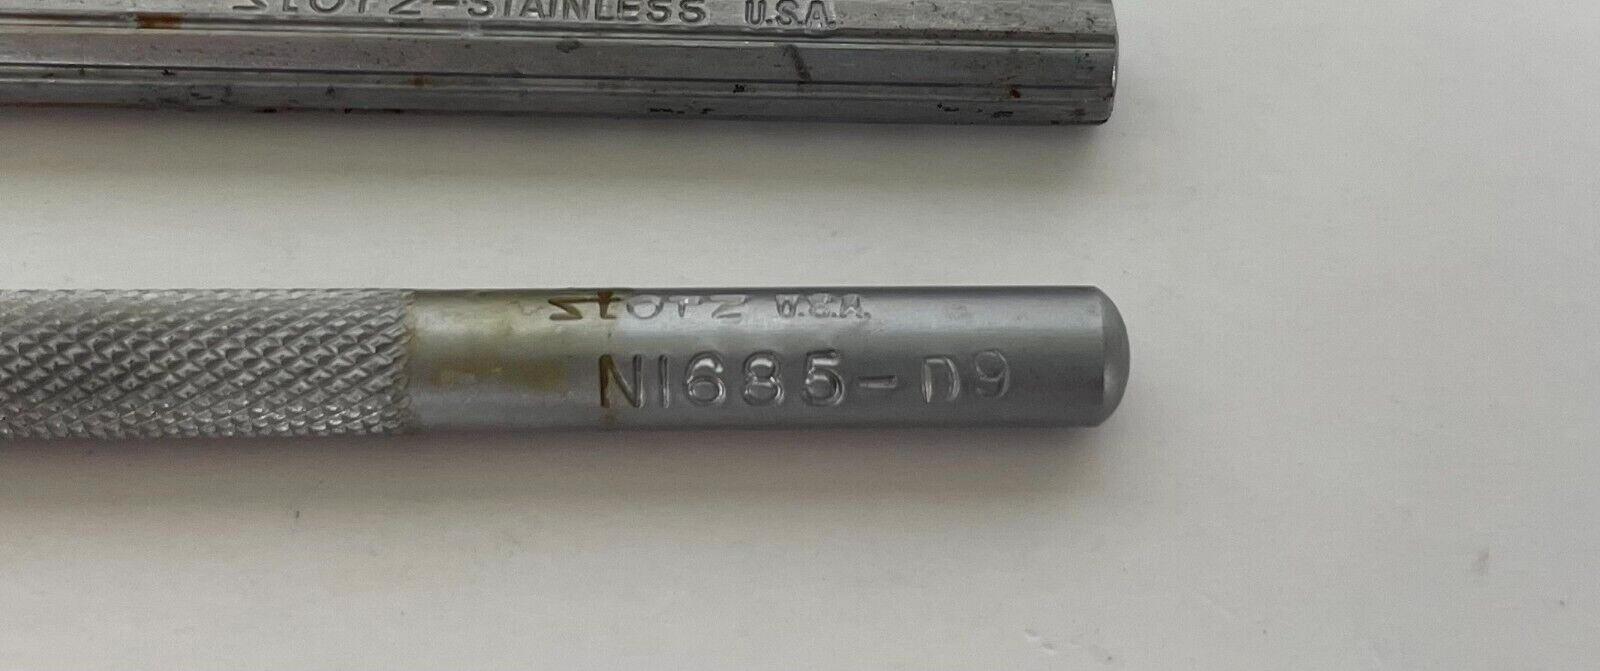 Storz-STAINLESS U.S.A.
Storz U.S.A.
N1685-D9